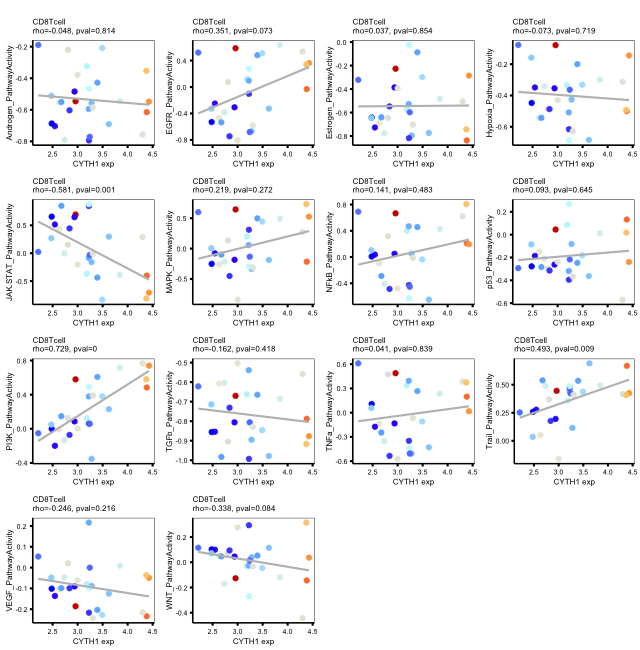 CD8Tcell
rho=-0.048, pval=0.814
Androgen_PathwayActivity
-0.2
-0.4
-0.6
-0.8
2.5 3.0 3.5 4.0 4.5
CYTH1 exp
CD8Tcell
rho=0.351, pval=0.073
EGFR_PathwayActivity
0.4
0.0
-0.4
-0.8
2.5 3.0 3.5 4.0 4.5
CYTH1 exp
CD8Tcell
rho=0.037, pval=0.854
Estrogen_PathwayActivity
0.0
-0.2
-0.4
-0.6
-0.8
2.5 3.0 3.5 4.0 4.5
CYTH1 exp
CD8Tcell
rho=-0.073, pval=0.719
Hypoxia_PathwayActivity
-0.2
-0.4
-0.6
2.5 3.0 3.5 4.0 4.5
CYTH1 exp
CD8Tcell
rho=-0.581, pval=0.001
JAK-STAT_PathwayActivity
0.5
0.0
-0.5
2.5 3.0 3.5 4.0 4.5
CYTH1 exp
CD8Tcell
rho=0.219, pval=0.272
MAPK_PathwayActivity
0.5
0.0
-0.5
2.5 3.0 3.5 4.0 4.5
CYTH1 exp
CD8Tcell
rho=0.141, pval=0.483
NFkB_PathwayActivity
0.8
0.4
0.0
-0.4
2.5 3.0 3.5 4.0 4.5
CYTH1 exp
CD8Tcell
rho=0.093, pval=0.645
p53_PathwayActivity
0.2
0.0
-0.2
-0.4
-0.6
2.5 3.0 3.5 4.0 4.5
CYTH1 exp
CD8Tcell
rho=0.729, pval=0
PI3K_PathwayActivity
0.8
0.4
0.0
-0.4
2.5 3.0 3.5 4.0 4.5
CYTH1 exp
CD8Tcell
rho=-0.162, pval=0.418
TGFb_PathwayActivity
-0.5
-0.6
-0.7
-0.8
-0.9
-1.0
2.5 3.0 3.5 4.0 4.5
CYTH1 exp
CD8Tcell
rho=0.041, pval=0.839
TNFa_PathwayActivity
0.6
0.3
0.0
-0.3
-0.6
2.5 3.0 3.5 4.0 4.5
CYTH1 exp
CD8Tcell
rho=0.493, pval=0.009
Trail_PathwayActivity
0.50
0.25
0.00
2.5 3.0 3.5 4.0 4.5
CYTH1 exp
CD8Tcell
rho=-0.246, pval=0.216
VEGF_PathwayActivity
0.2
0.1
0.0
-0.1
-0.2
2.5 3.0 3.5 4.0 4.5
CYTH1 exp
CD8Tcell
rho=-0.338, pval=0.084
WNT_PathwayActivity
0.2
0.0
-0.2
-0.4
2.5 3.0 3.5 4.0 4.5
CYTH1 exp